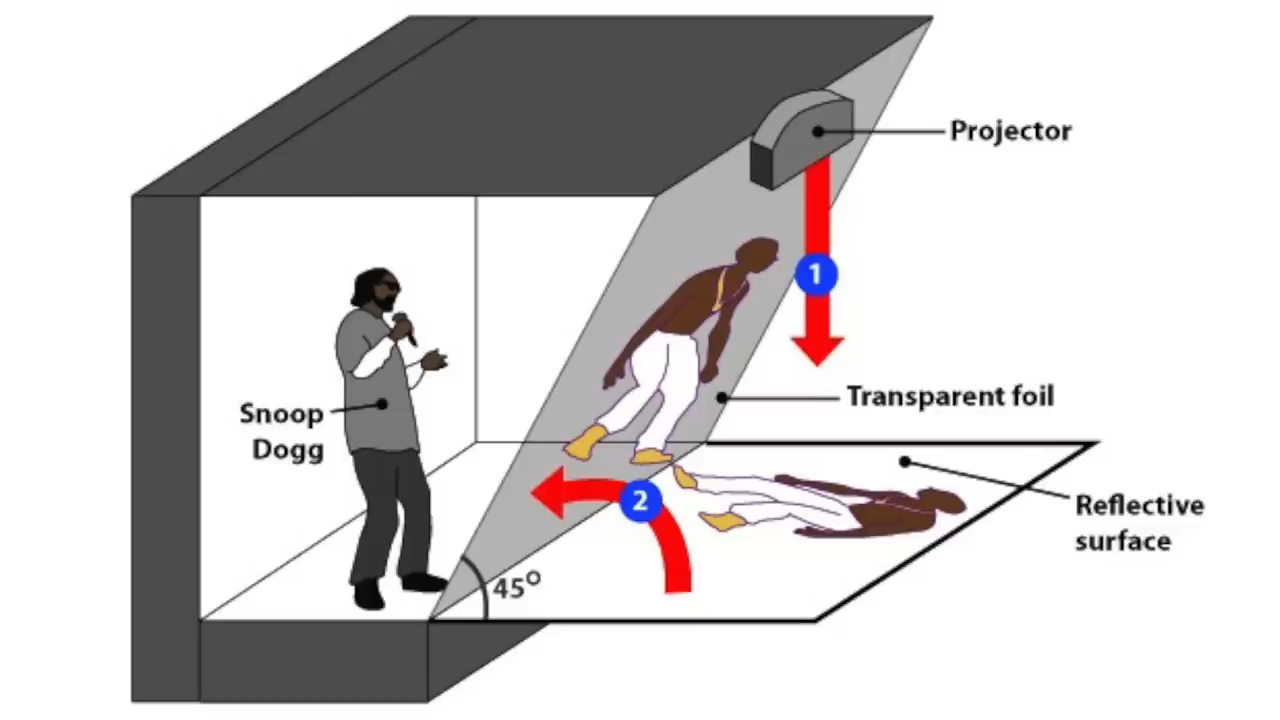 Projector
1
Transparent foil
Snoop
Dogg
2
Reflective
surface
45°